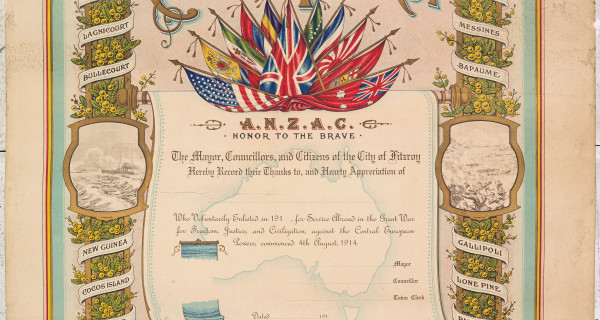 LAGNICOURT
BULLECOURT
MESSINES
BAPAUME.
A.N.Z.A.C.
HONOR TO THE BRAVE
The Mayor, Councillors, and Citizens of the City of Fitzroy
Hereby Record their Thanks to, and Hearty Appreciation of
Who Voluntarily Enlisted in 191 , for Service Abroad in the Great War
for Freedom, Justice, and Civilization, against the Central European
Powers, commenced 4th August, 1914.
Mayor
Councillor
Town Clerk
Dated 191
NEW GUINEA
COCOS ISLAND
GALLIPOLI
LONE PINE